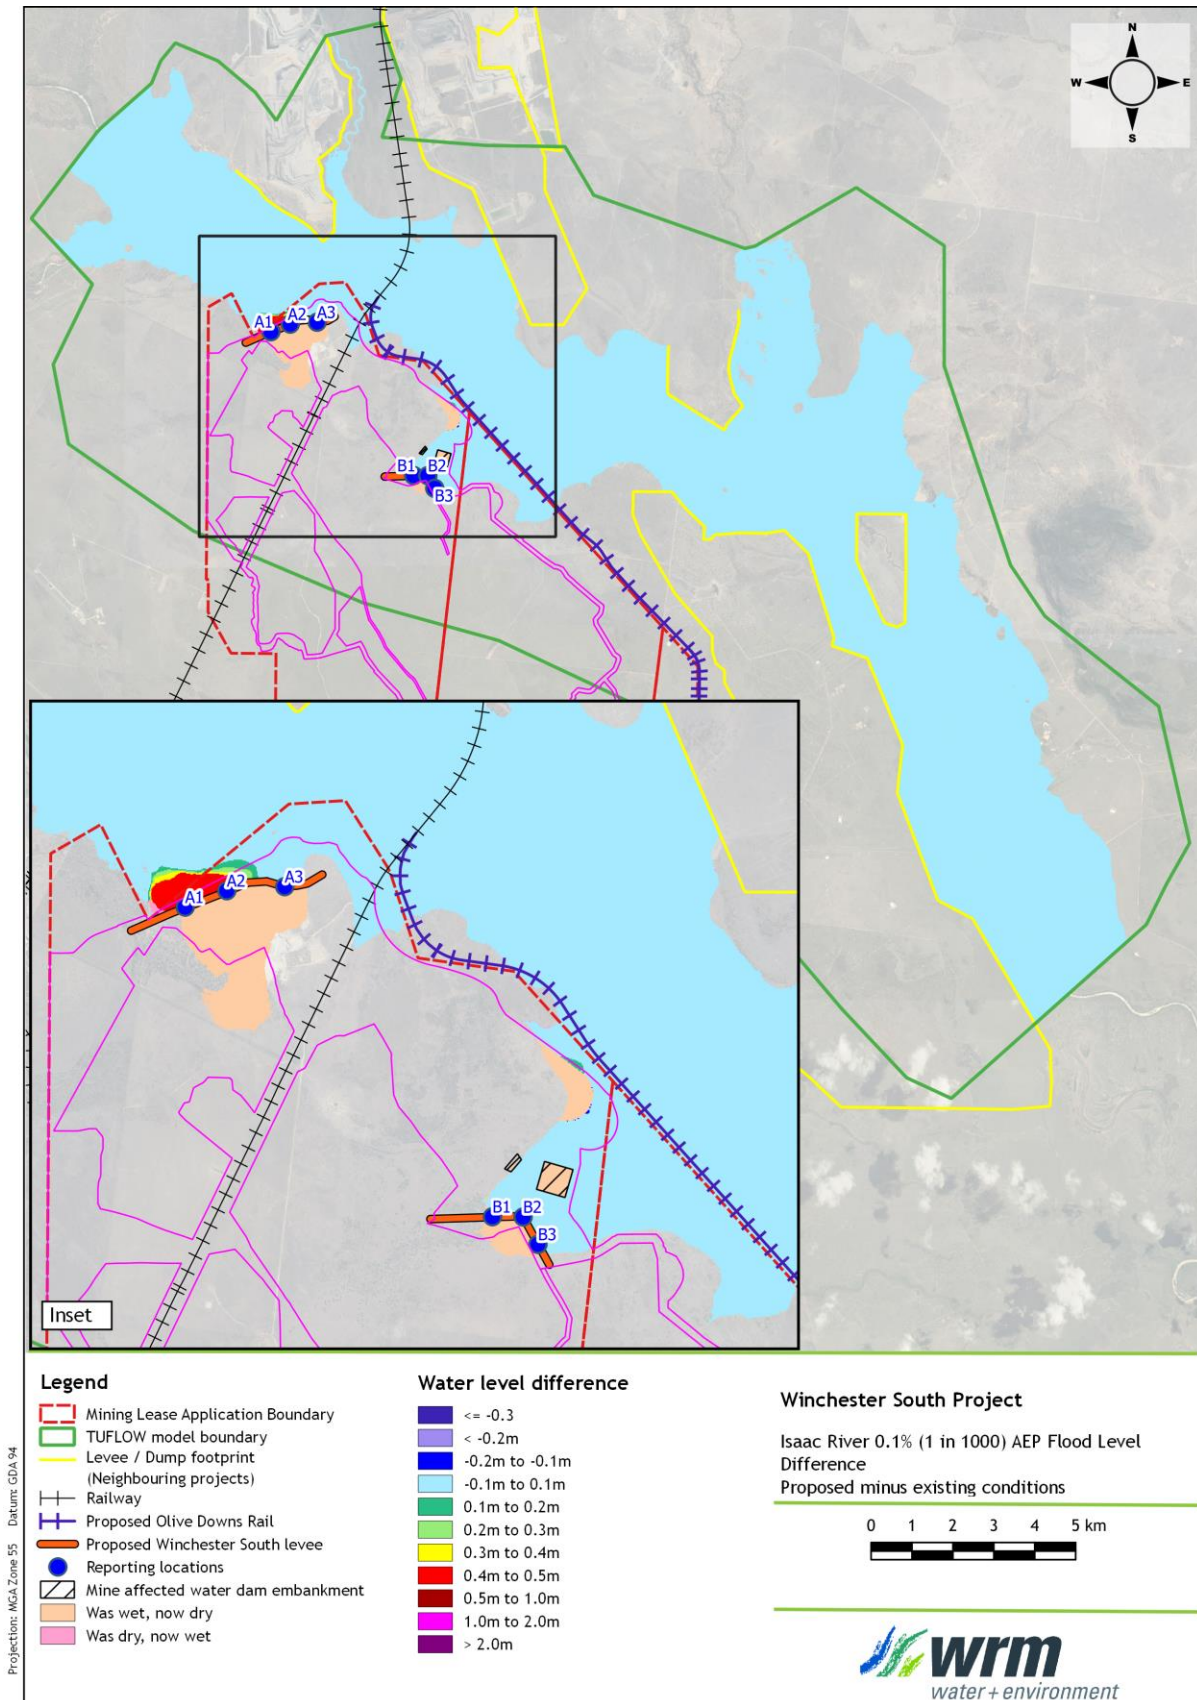 N
W E
S
A1 A2 A3
B1 B2
B3
A1 A2 A3
B1 B2
B3
Inset
Legend
Mining Lease Application Boundary
TUFLOW model boundary
Levee / Dump footprint
(Neighbouring projects)
Railway
Proposed Olive Downs Rail
Proposed Winchester South levee
Reporting locations
Mine affected water dam embankment
Was wet, now dry
Was dry, now wet
Water level difference
<= -0.3
< -0.2m
-0.2m to -0.1m
-0.1m to 0.1m
0.1m to 0.2m
0.2m to 0.3m
0.3m to 0.4m
0.4m to 0.5m
0.5m to 1.0m
1.0m to 2.0m
> 2.0m
Winchester South Project
Isaac River 0.1% (1 in 1000) AEP Flood Level
Difference
Proposed minus existing conditions
0 1 2 3 4 5 km
wrm
water + environment
Projection: MGA Zone 55 Datum: GDA 94